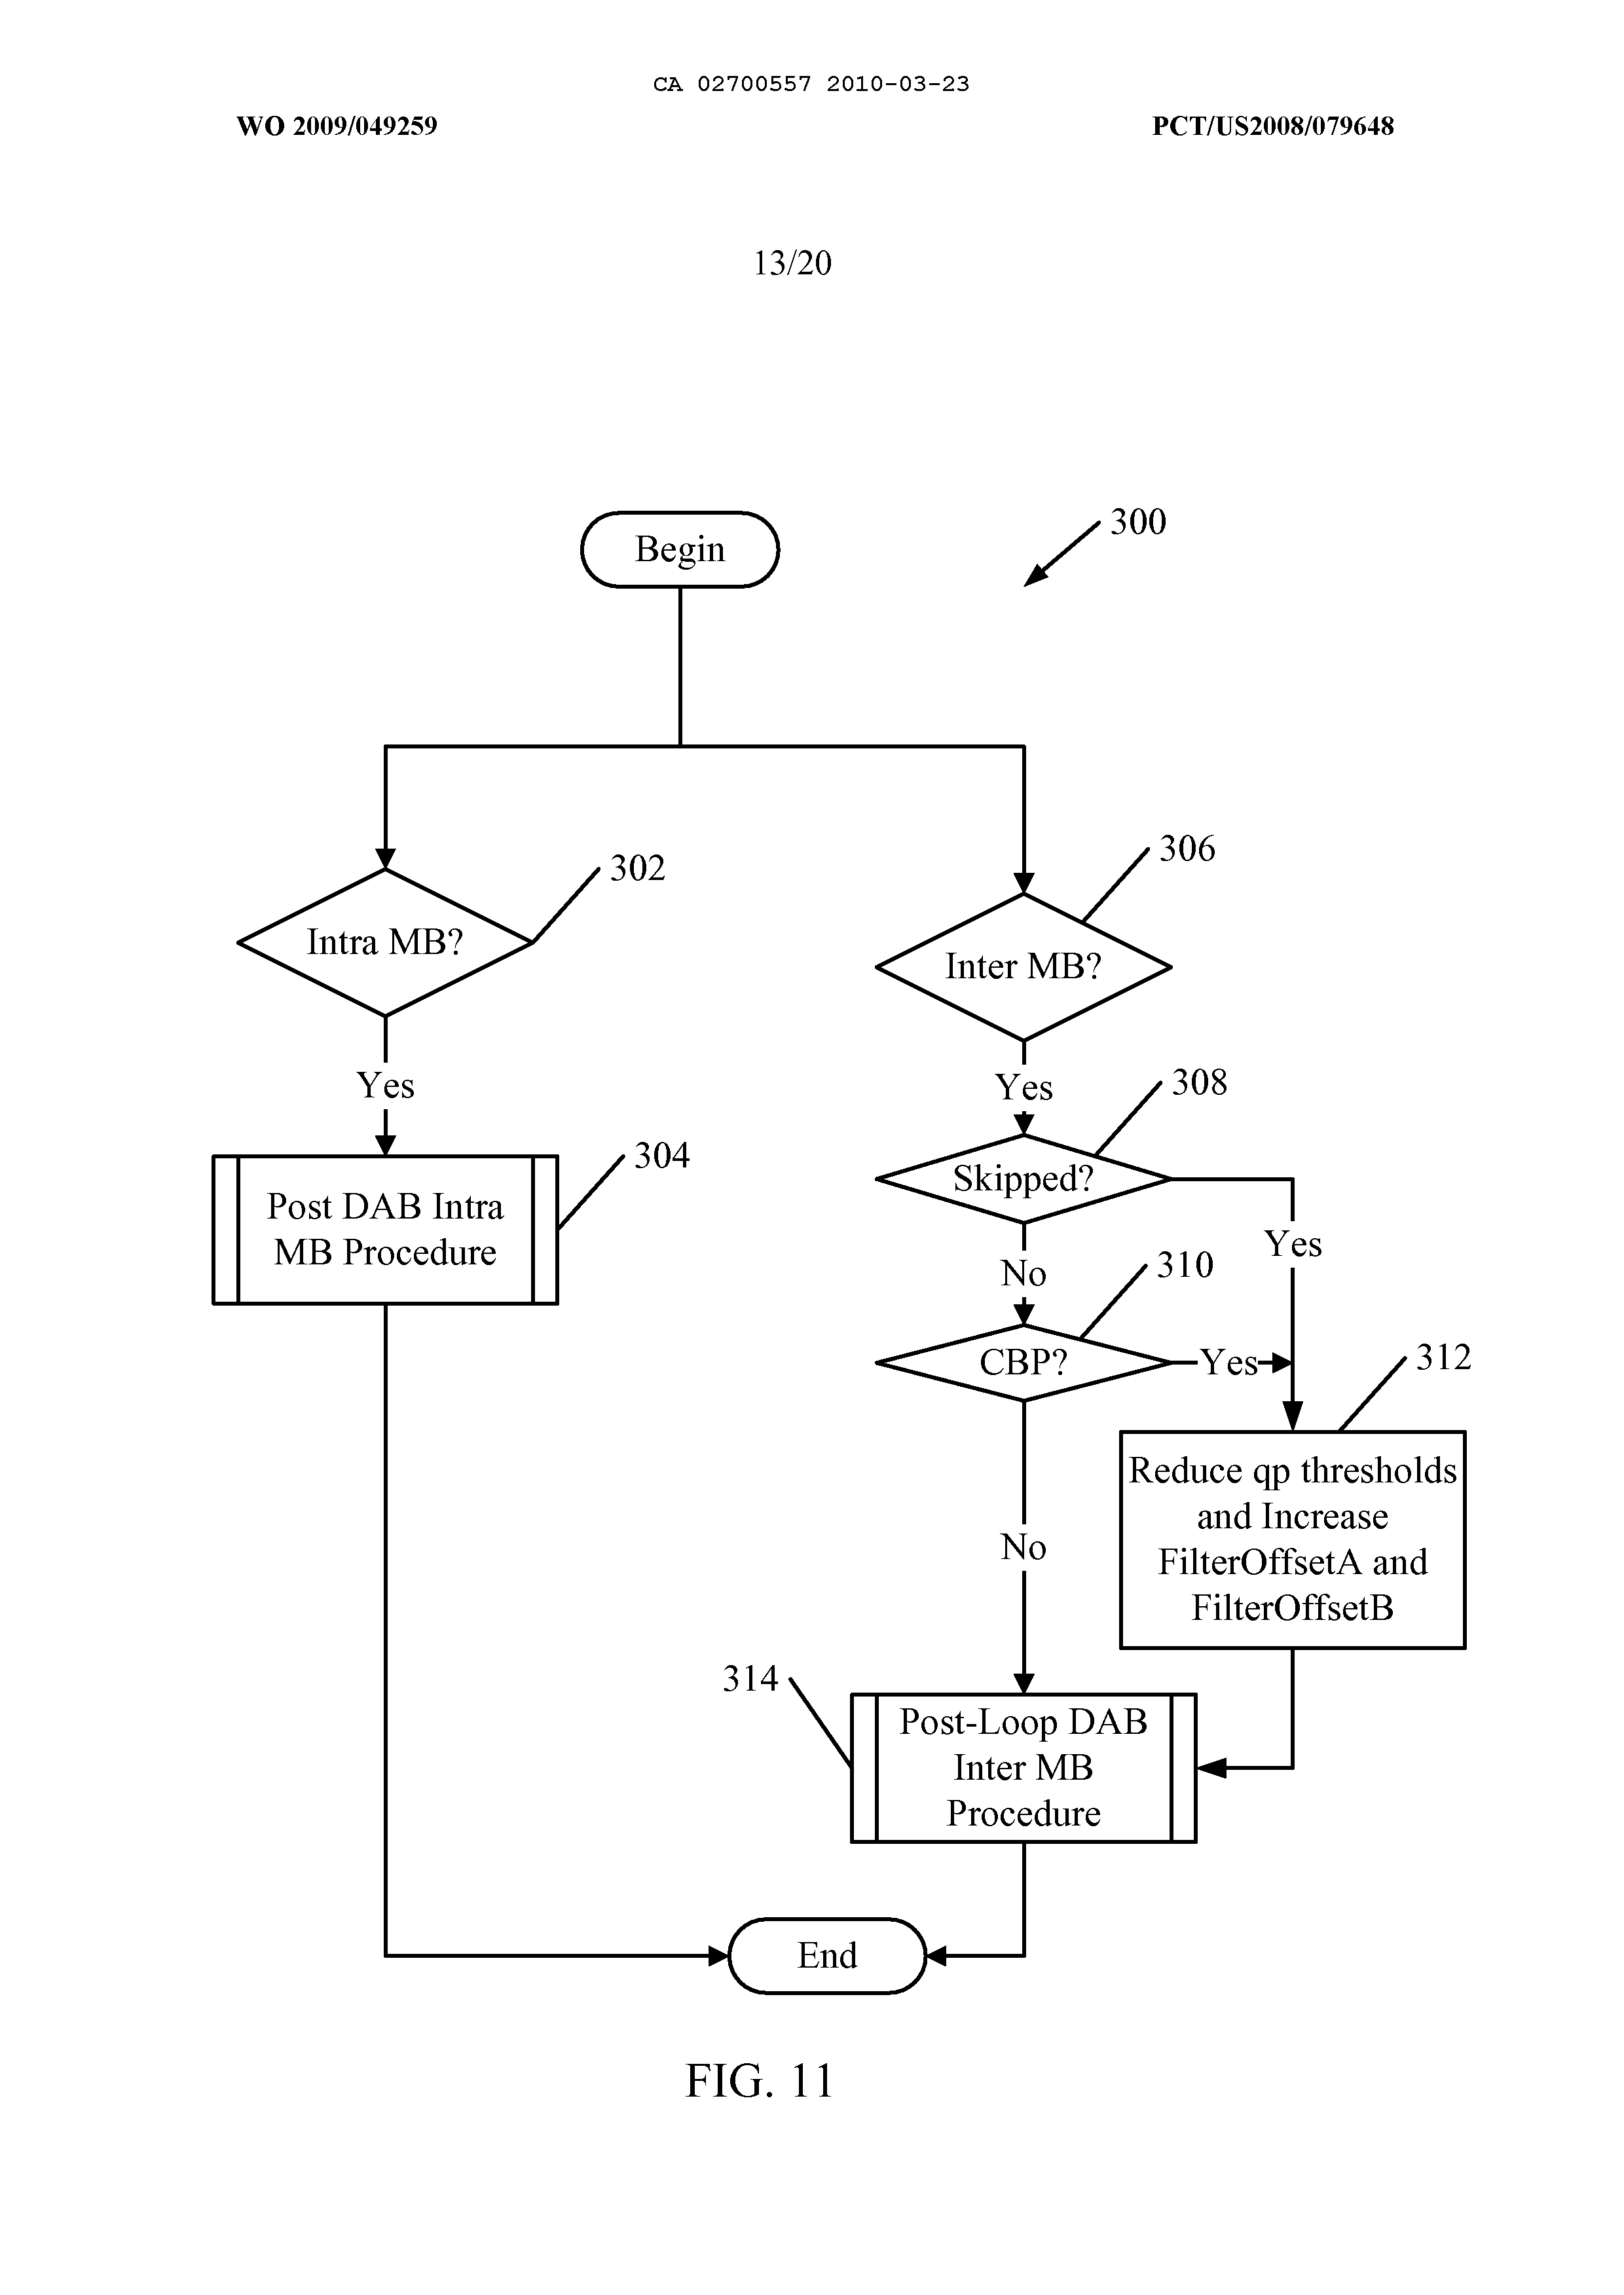 CA 02700557 2010-03-23
WO 2009/049259
PCT/US2008/079648
13/20
Begin
300
302
Intra MB?
306
Inter MB?
Yes
Yes
308
Skipped?
304
Post DAB Intra
MB Procedure
Yes
No
310
CBP?
Yes
312
Reduce qp thresholds
and Increase
FilterOffsetA and
FilterOffsetB
No
314
Post-Loop DAB
Inter MB
Procedure
End
FIG. 11